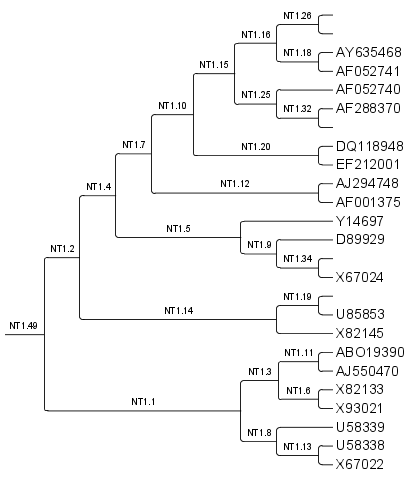 NT1.26
NT1.16
NT1.18
AY635468
NT1.15
AF052741
AF052740
NT1.25
NT1.10
NT1.32
AF288370
NT1.7
NT1.20
DQ118948
EF212001
NT1.4
NT1.12
AJ294748
AF001375
Y14697
NT1.5
D89929
NT1.2
NT1.9
NT1.34
X67024
NT1.19
NT1.14
U85853
NT1.49
X82145
NT1.11
ABO19390
NT1.3
AJ550470
NT1.6
X82133
NT1.1
X93021
U58339
NT1.8
NT1.13
U58338
X67022